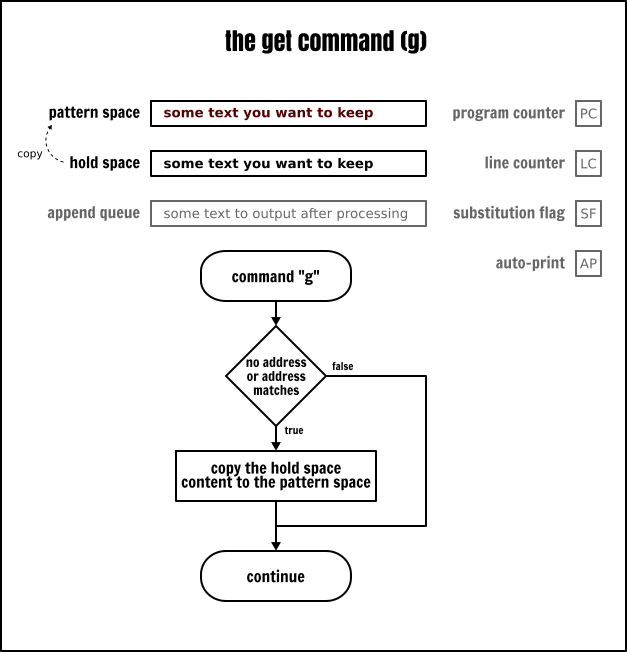 the get command (g)
pattern space
some text you want to keep
program counter
PC
copy
hold space
some text you want to keep
line counter
LC
append queue
some text to output after processing
substitution flag
SF
auto-print
AP
command "g"
no address
or address
matches
false
true
copy the hold space
content to the pattern space
continue